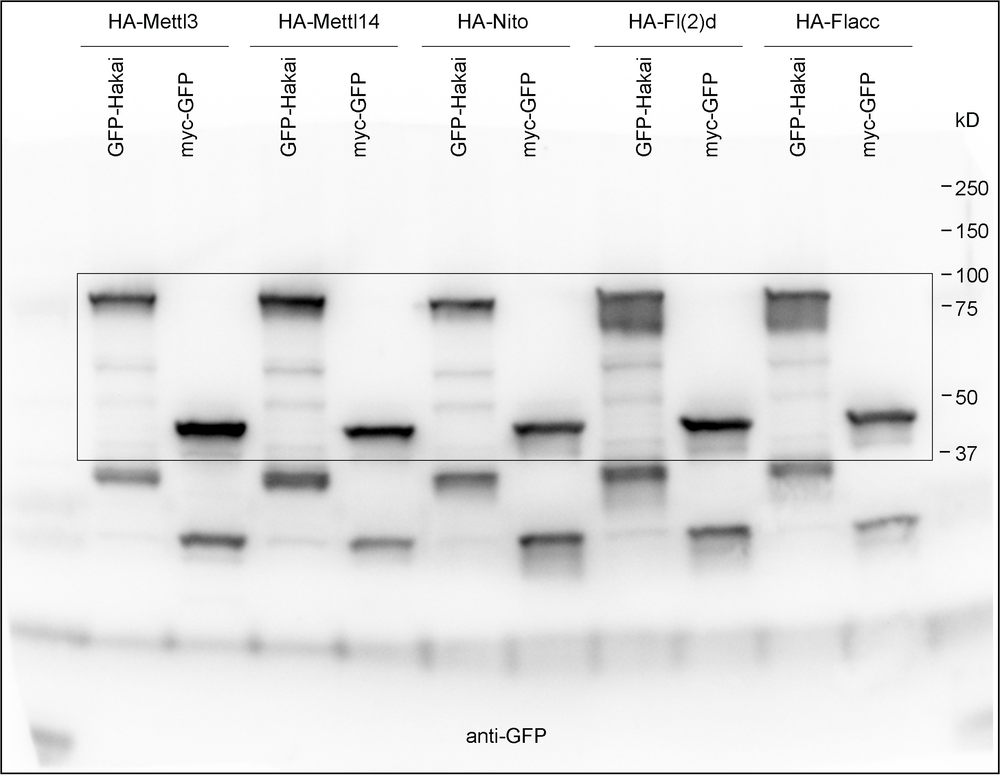 HA-Mettl3 HA-Mettl14 HA-Nito HA-Fl(2)d HA-Flacc
GFP-Hakai myc-GFP GFP-Hakai myc-GFP GFP-Hakai myc-GFP GFP-Hakai myc-GFP GFP-Hakai myc-GFP
kD
250
150
100
75
50
37
anti-GFP